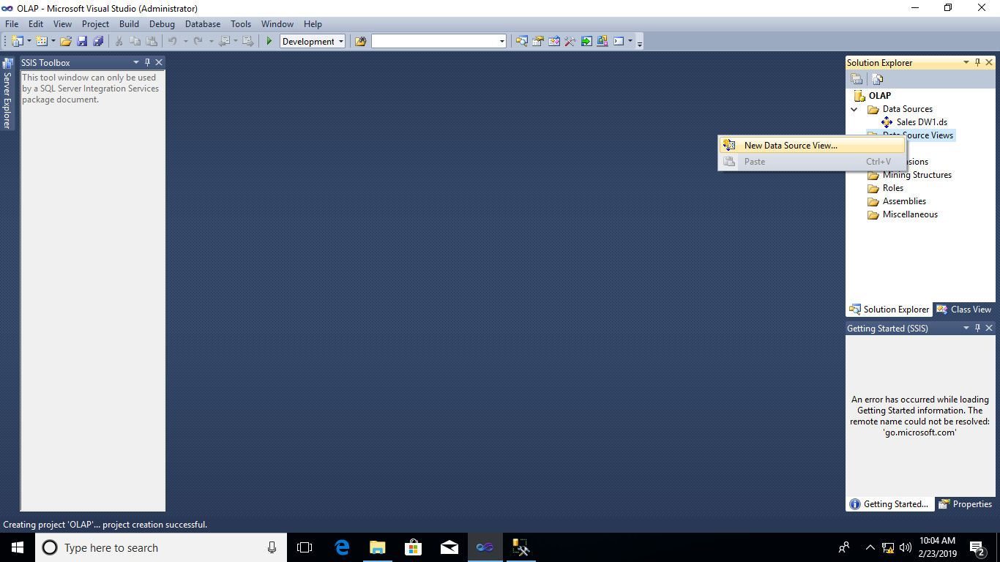 OLAP - Microsoft Visual Studio (Administrator)
File Edit View Project Build Debug Database Tools Window Help
Development
Server Explorer
SSIS Toolbox
This tool window can only be used
by a SQL Server Integration Services
package document.
Solution Explorer
OLAP
Data Sources
Sales DW1.ds
Data Source Views
New Data Source View...
Paste Ctrl+V
Mining Structures
Roles
Assemblies
Miscellaneous
Solution Explorer Class View
Getting Started (SSIS)
An error has occurred while loading
Getting Started information. The
remote name could not be resolved:
'go.microsoft.com'
Getting Started... Properties
Creating project 'OLAP'... project creation successful.
Type here to search
10:04 AM
2/23/2019
2